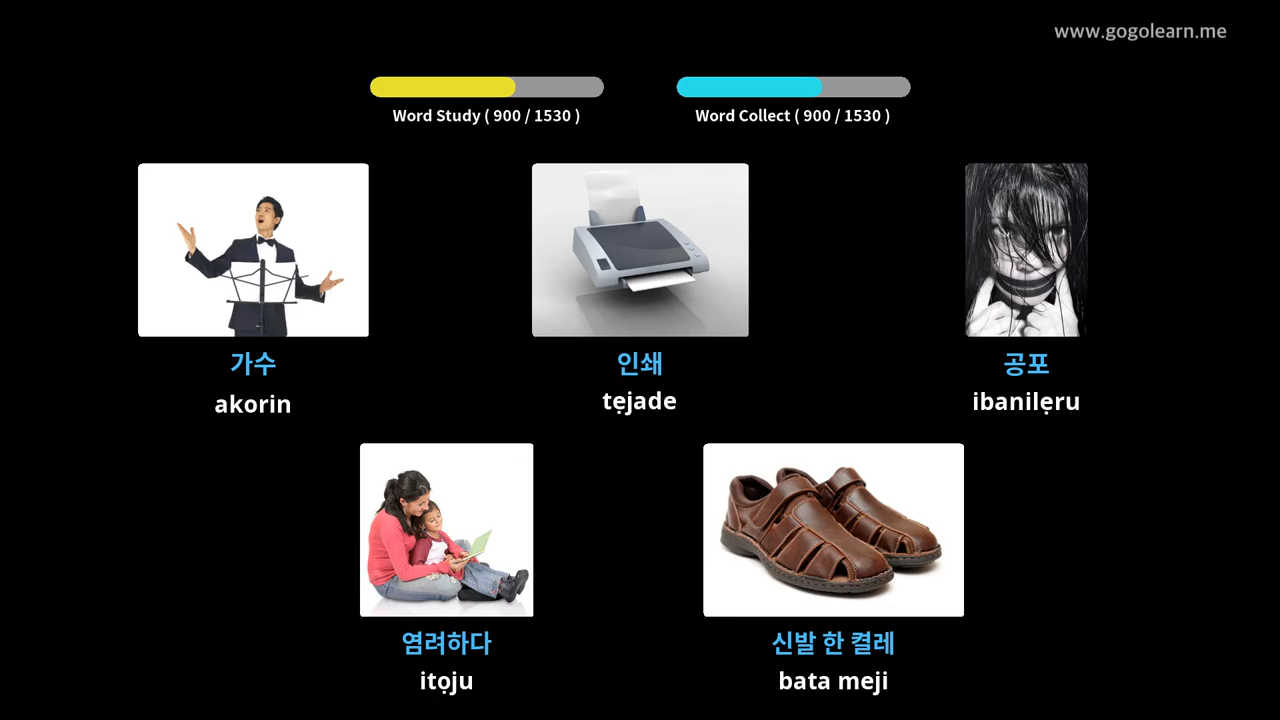 www.gogolearn.me
Word Study ( 900 / 1530 )
Word Collect ( 900 / 1530 )
가수
akorin
인쇄
tẹjade
공포
ibanilẹru
염려하다
itọju
신발 한 켤레
bata meji